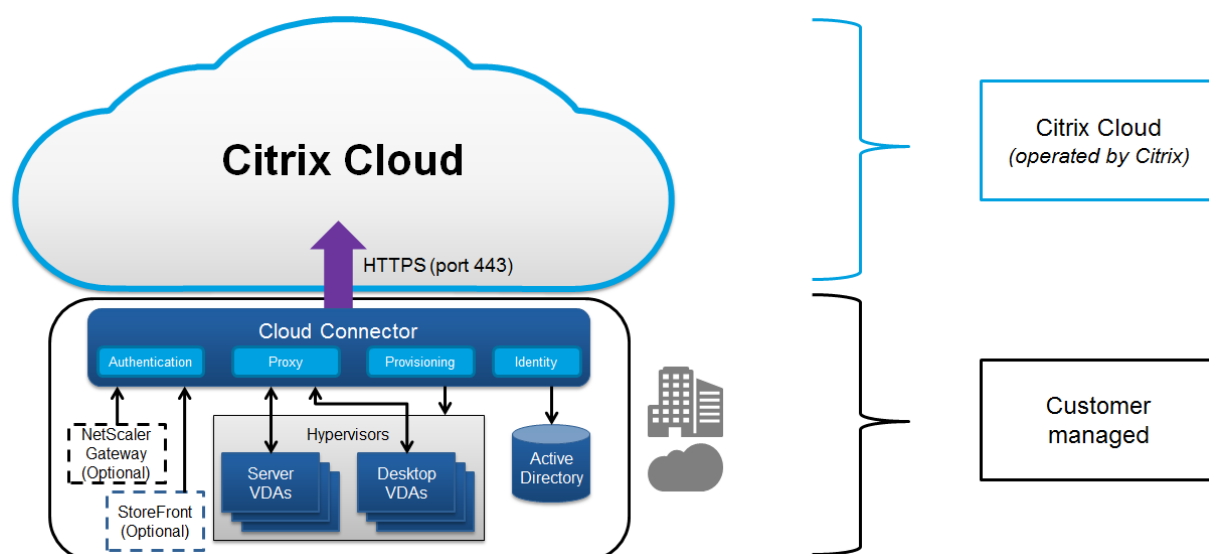 Citrix Cloud
HTTPS (port 443)
Cloud Connector
Authentication
Proxy
Provisioning
Identity
NetScaler
Gateway
(Optional)
StoreFront
(Optional)
Hypervisors
Server
VDAs
Desktop
VDAs
Active
Directory
Citrix Cloud
(operated by Citrix)
Customer
managed